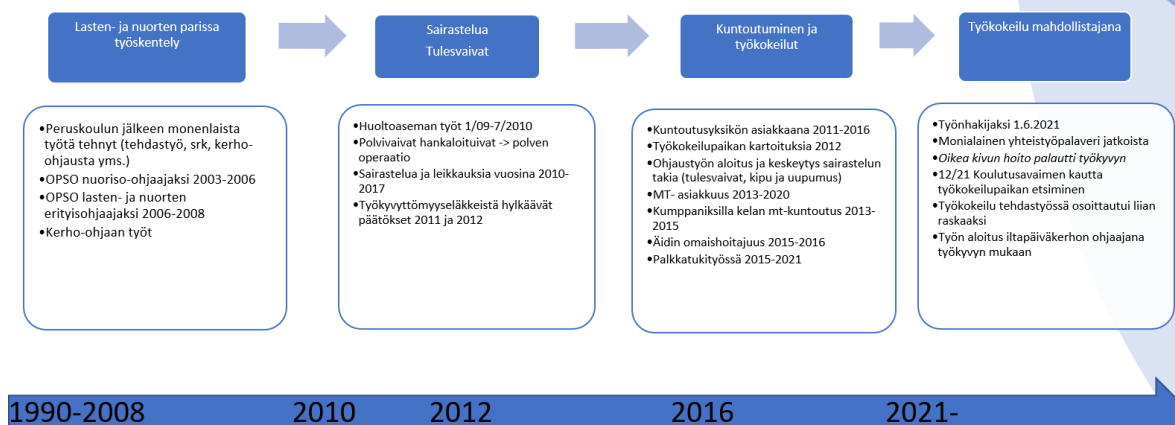 Lasten- ja nuorten parissa
työskentely
Sairastelua
Tulesvaivat
Kuntoutuminen ja
työkokeilut
Työkokeilu mahdollistajana
•Peruskoulun jälkeen monenlaista
työtä tehnyt (tehdastyö, srk, kerho-
ohjausta yms.)
•OPSO nuoriso-ohjaajaksi 2003-2006
•OPSO lasten- ja nuorten
erityisohjaajaksi 2006-2008
•Kerho-ohjaan työt
•Huoltoaseman työt 1/09-7/2010
•Polvivaivat hankaloituivat -> polven
operaatio
•Sairastelua ja leikkauksia vuosina 2010-
2017
•Työkyvyttömyyseläkkeistä hylkäävät
päätökset 2011 ja 2012
•Kuntoutusyksikön asiakkaana 2011-2016
•Työkokeilupaikan kartoituksia 2012
•Ohjaustyön aloitus ja keskeytys sairastelun
takia (tulesvaivat, kipu ja uupumus)
•MT- asiakkuus 2013-2020
•Kumppaniksilla kelan mt-kuntoutus 2013-
2015
•Äidin omaishoitajuus 2015-2016
•Palkkatukityössä 2015-2021
•Työnhakijaksi 1.6.2021
•Monialainen yhteistyöpalaveri jatkoista
•Oikea kivun hoito palautti työkyvyn
•12/21 Koulutusavaimen kautta
työkokeilupaikan etsiminen
•Työkokeilu tehdastyössä osoittautui liian
raskaaksi
•Työn aloitus iltapäiväkerhon ohjaajana
työkyvyn mukaan
1990-2008 2010 2012 2016 2021-